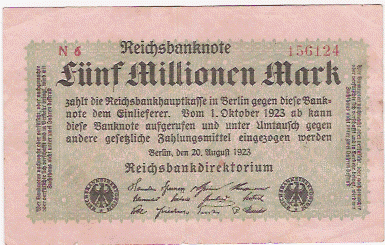 N 6 Reichsbanknote 156124
Fünf Millionen Mark
zahlt die Reichsbankhauptkasse in Berlin gegen diese Bank-
note dem Einlieferer. Vom 1. Oktober 1923 ab kann
diese Banknote aufgerufen und unter Umtausch gegen
andere gesetzliche Zahlungsmittel eingezogen werden
Berlin, den 20. August 1923
Reichsbankdirektorium